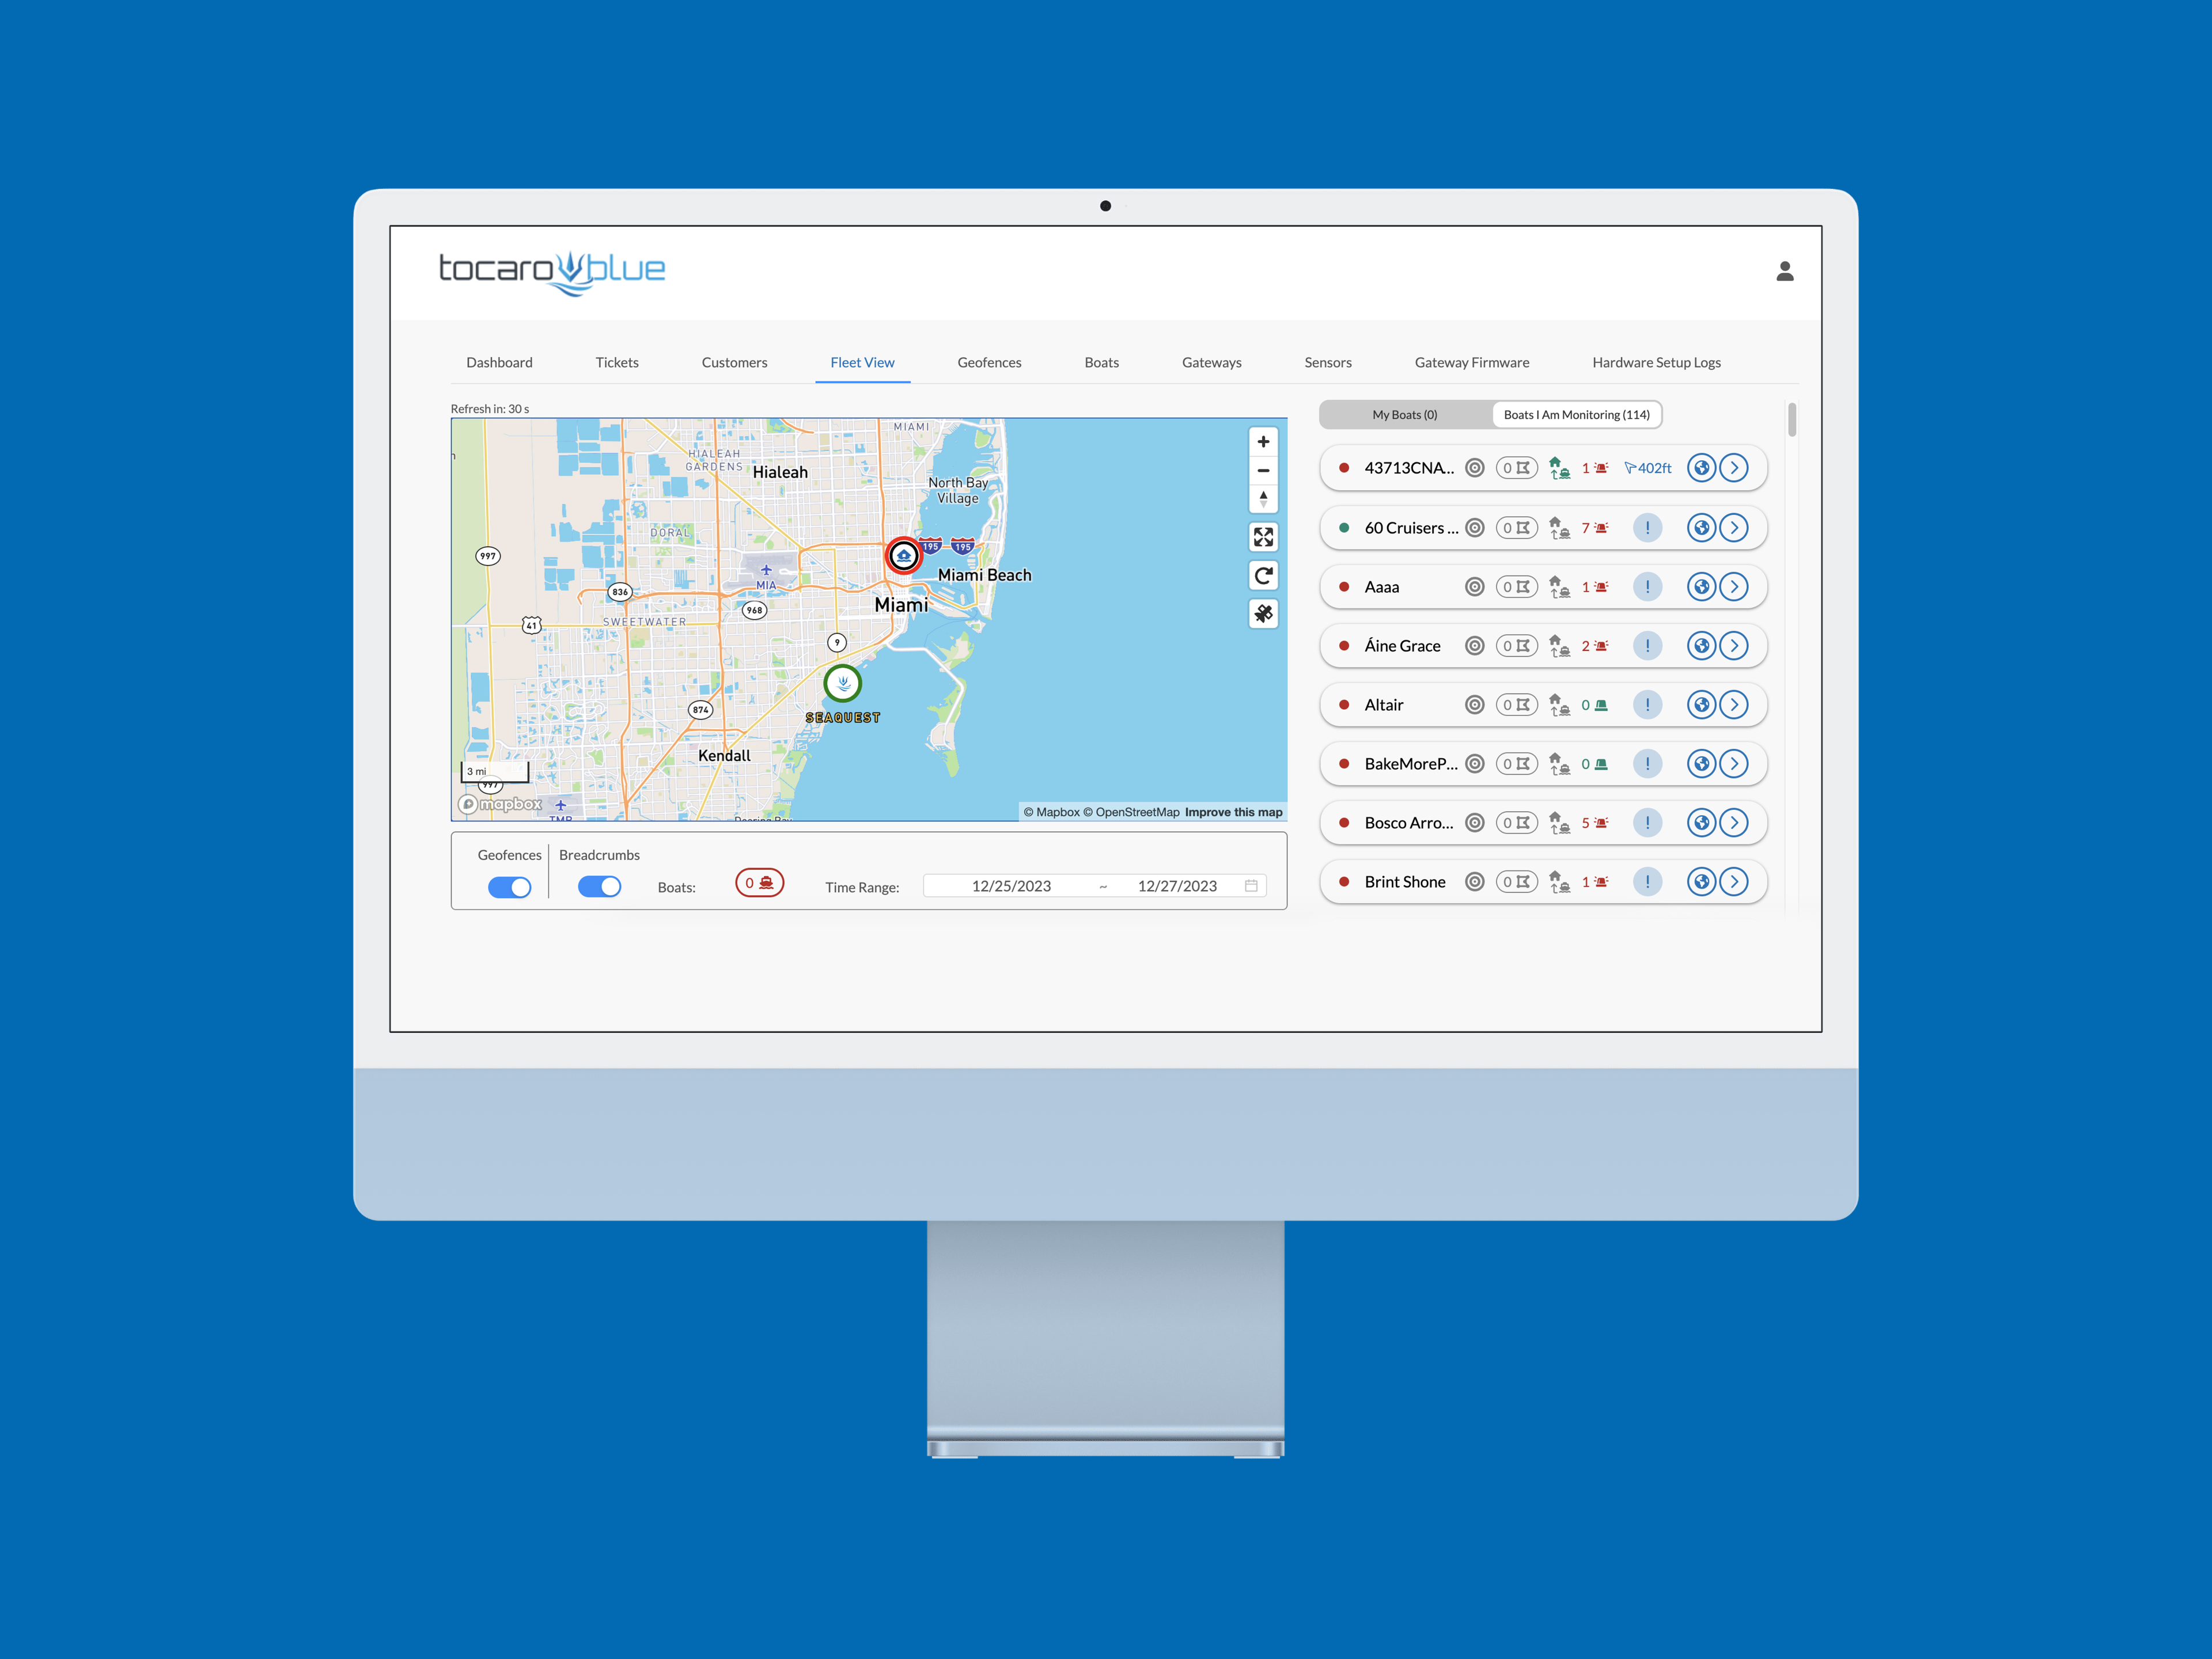 tocaro blue
Dashboard
Tickets
Customers
Fleet View
Geofences
Boats
Gateways
Sensors
Gateway Firmware
Hardware Setup Logs
Refresh in: 30 s
MIAMI
HIALEAH
GARDENS
Hialeah
North Bay
Village
DORAL
997
195
195
MIA
Miami Beach
836
968
Miami
41
SWEETWATER
9
874
SEAQUEST
Kendall
3 mi
997
mapbox
TMB
© Mapbox © OpenStreetMap Improve this map
Geofences
Breadcrumbs
Boats:
0
Time Range:
12/25/2023 ~ 12/27/2023
My Boats (0)
Boats I Am Monitoring (114)
43713CNA... 0 1 402ft
60 Cruisers ... 0 7 !
Aaaa 0 1 !
Áine Grace 0 2 !
Altair 0 0 !
BakeMoreP... 0 0 !
Bosco Arro... 0 5 !
Brint Shone 0 1 !